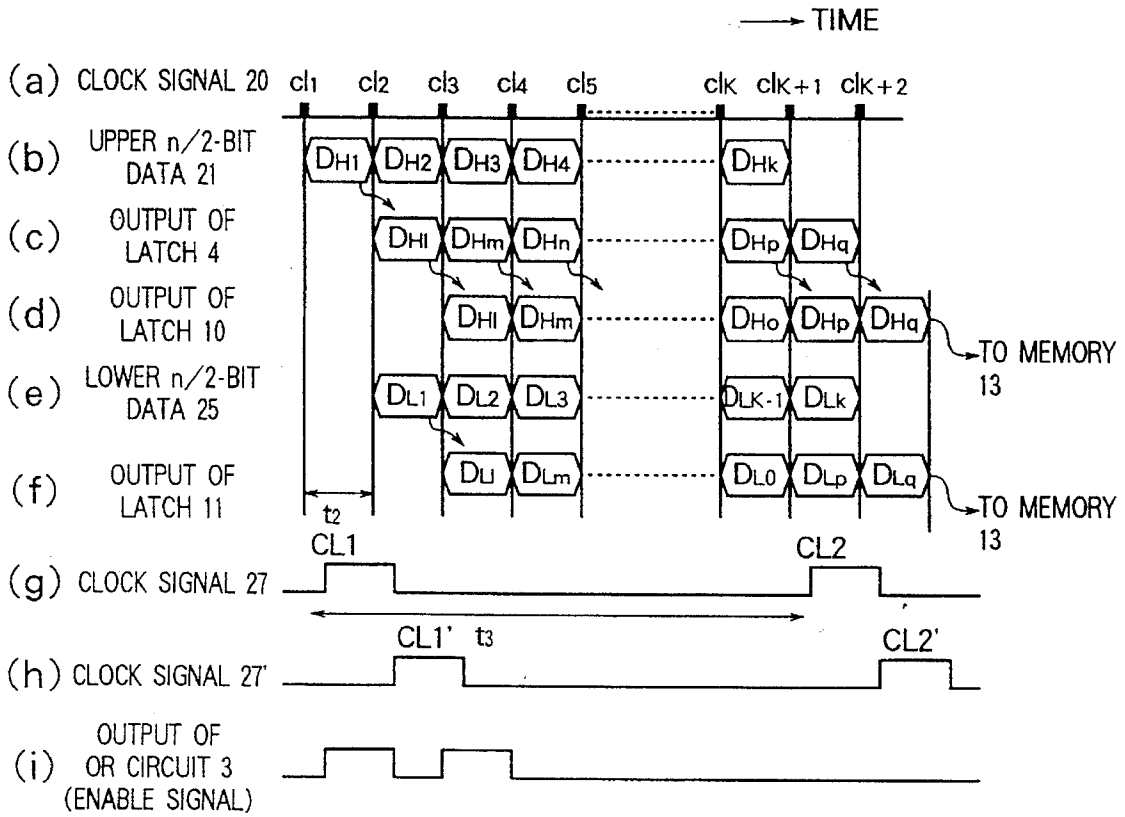 TIME
(a) CLOCK SIGNAL 20 cl1 cl2 cl3 cl4 cl5 clK clK+1 clK+2
(b) UPPER n/2-BIT
DATA 21
DH1 DH2 DH3 DH4 DHk
(c) OUTPUT OF
LATCH 4
DHl DHm DHn DHp DHq
(d) OUTPUT OF
LATCH 10
DHl DHm DHo DHp DHq
TO MEMORY
13
(e) LOWER n/2-BIT
DATA 25
DL1 DL2 DL3 DLK-1 DLk
(f) OUTPUT OF
LATCH 11
DLl DLm DL0 DLp DLq
TO MEMORY
13
t2
CL1 CL2
(g) CLOCK SIGNAL 27
t3
CL1' CL2'
(h) CLOCK SIGNAL 27'
(i) OUTPUT OF
OR CIRCUIT 3
(ENABLE SIGNAL)